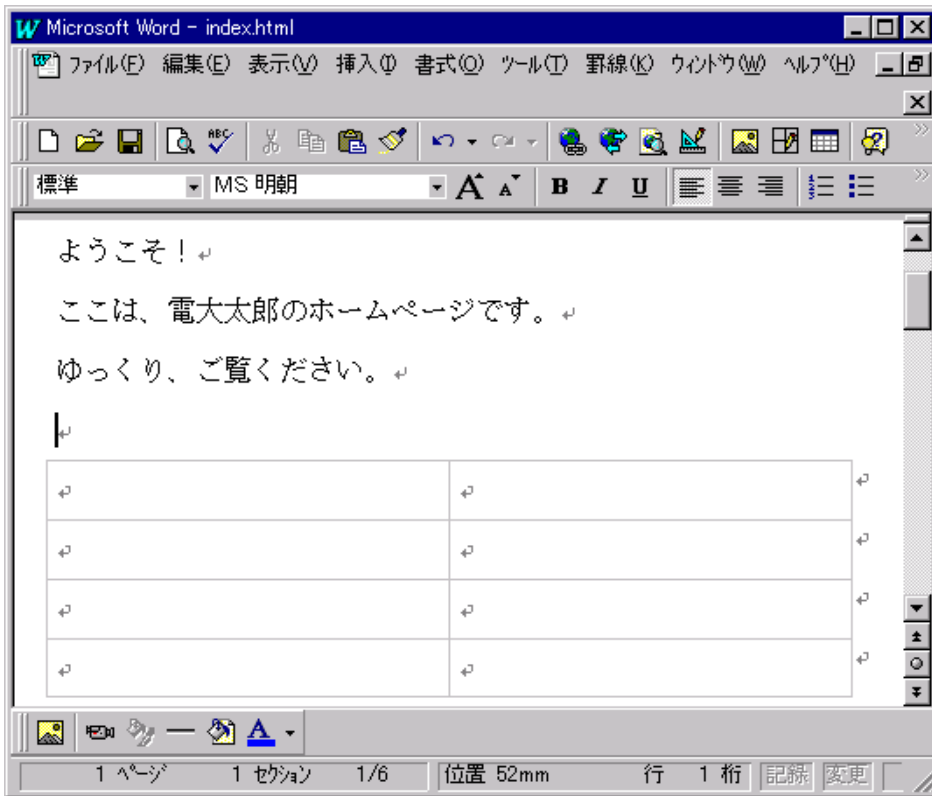 Microsoft Word - index.html
ファイル(F) 編集(E) 表示(V) 挿入(I) 書式(O) ツール(T) 罫線(K) ウィンドウ(W) ヘルプ(H)
標準 MS 明朝 A A B I U
ようこそ！
ここは、電大太郎のホームページです。
ゆっくり、ご覧ください。
A
1 ページ 1 セクション 1/6 位置 52mm 行 1 桁 記録 変更